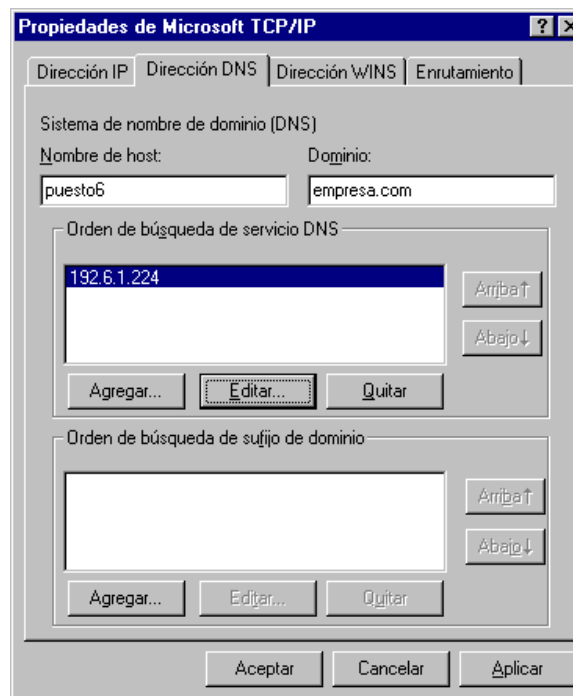 Propiedades de Microsoft TCP/IP
Dirección IP Dirección DNS Dirección WINS Enrutamiento
Sistema de nombre de dominio (DNS)
Nombre de host: Dominio:
puesto6 empresa.com
Orden de búsqueda de servicio DNS
192.6.1.224
Arriba↑
Abajo↓
Agregar... Editar... Quitar
Orden de búsqueda de sufijo de dominio
Arriba↑
Abajo↓
Agregar... Editar... Quitar
Aceptar Cancelar Aplicar